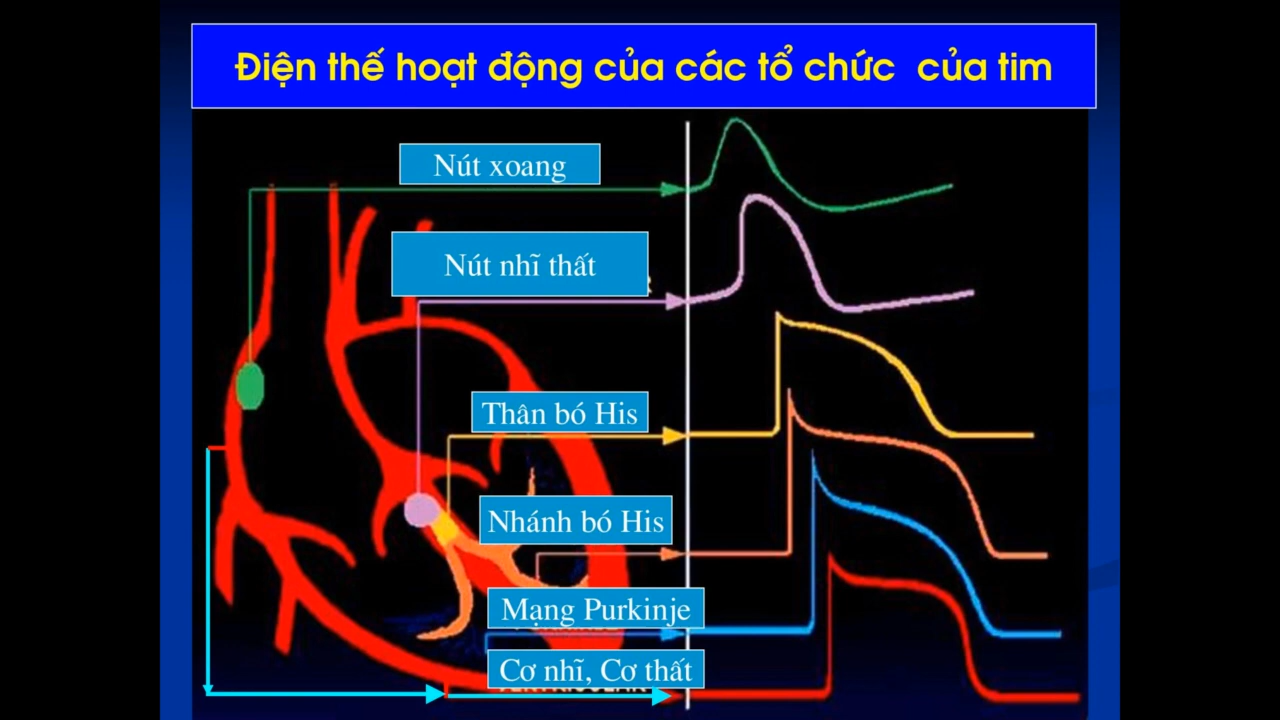 Điện thế hoạt động của các tổ chức của tim
Nút xoang
Nút nhĩ thất
Thân bó His
Nhánh bó His
Mạng Purkinje
Cơ nhĩ, Cơ thất